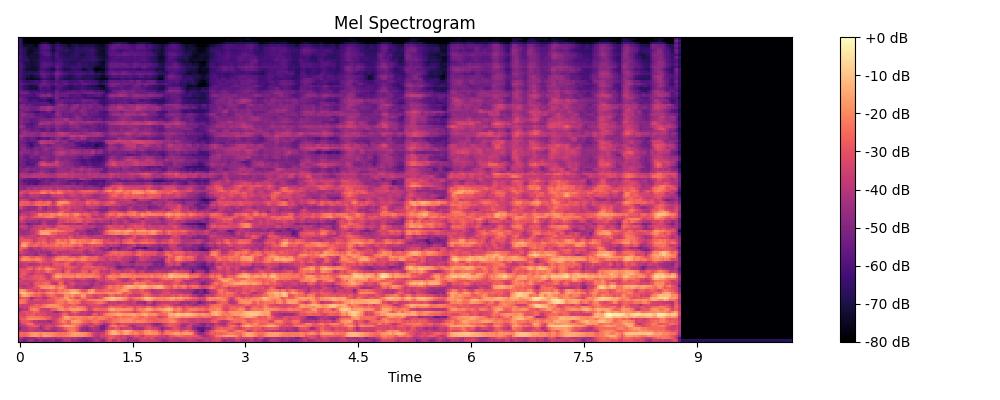 Mel Spectrogram
+0 dB
-10 dB
-20 dB
-30 dB
-40 dB
-50 dB
-60 dB
-70 dB
-80 dB
0 1.5 3 4.5 6 7.5 9
Time